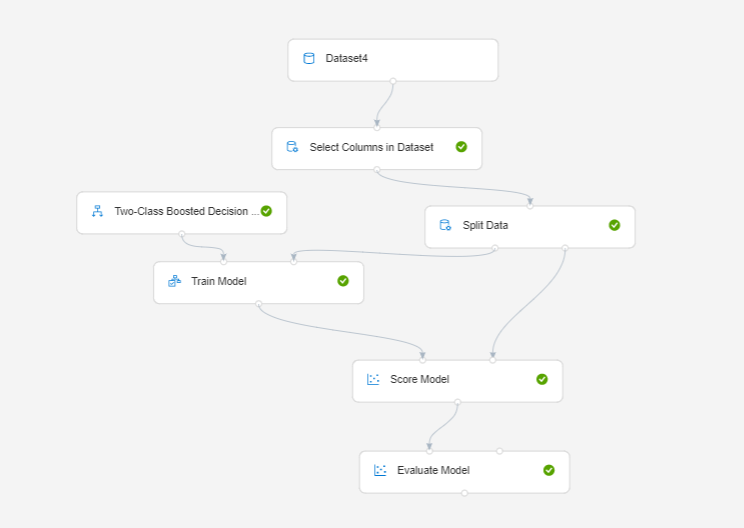 Dataset4
Select Columns in Dataset
Two-Class Boosted Decision ...
Split Data
Train Model
Score Model
Evaluate Model